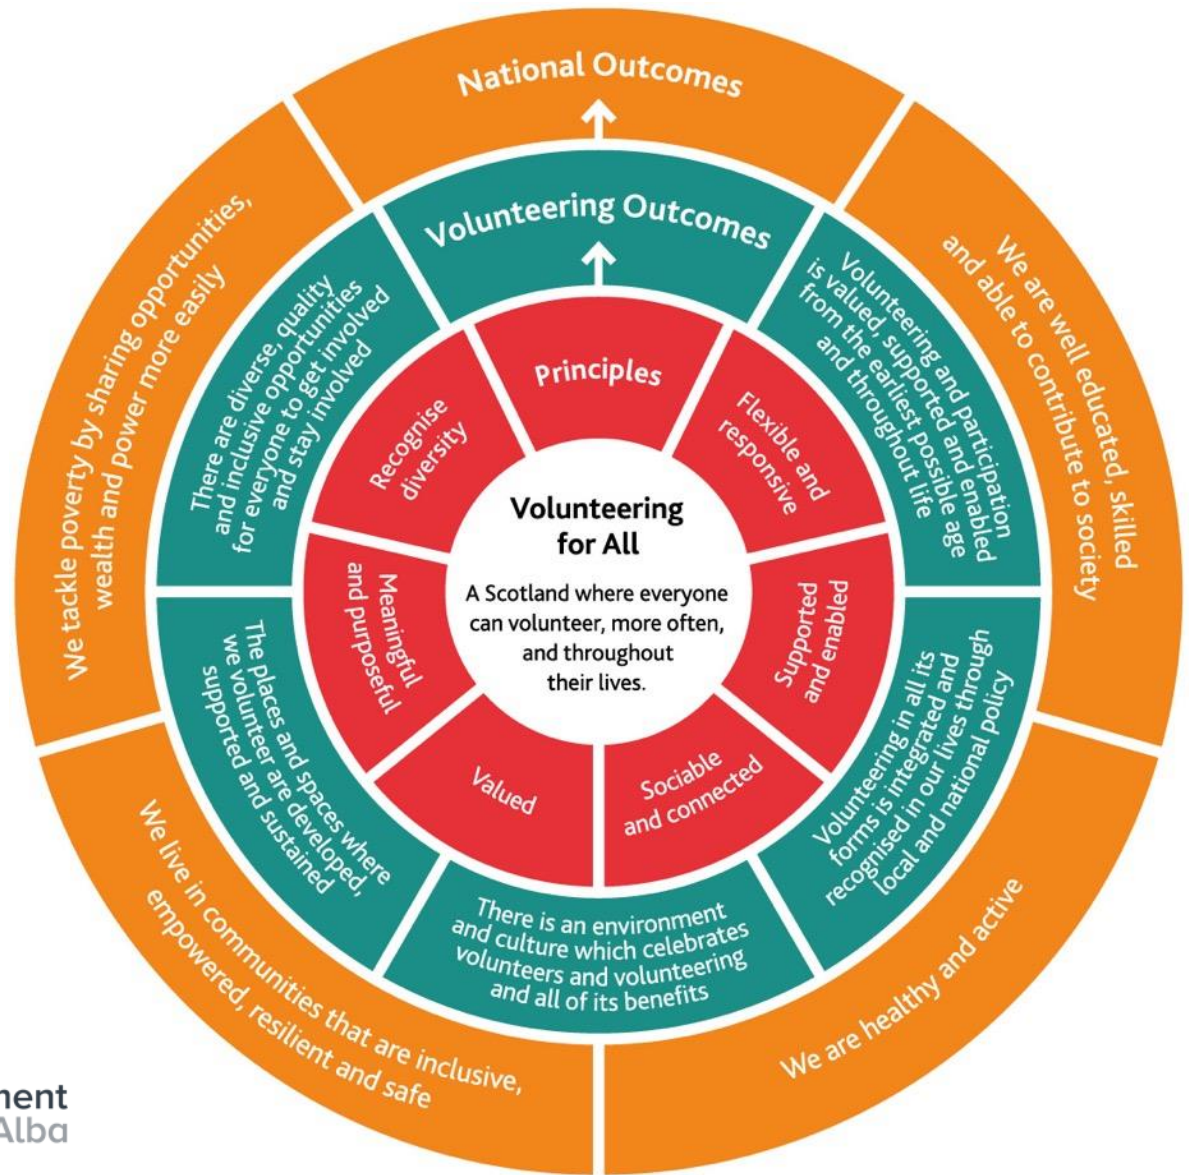 National Outcomes
We are well educated, skilled
and able to contribute to society
We are healthy and active
We live in communities that are inclusive,
empowered, resilient and safe
We tackle poverty by sharing opportunities,
wealth and power more easily
Volunteering Outcomes
Volunteering and participation
is valued, supported and enabled
from the earliest possible age
and throughout life
Volunteering in all its
forms is integrated and
recognised in our lives through
local and national policy
There is an environment
and culture which celebrates
volunteers and volunteering
and all of its benefits
The places and spaces where
we volunteer are developed,
supported and sustained
There are diverse, quality
and inclusive opportunities
for everyone to get involved
and stay involved
Principles
Flexible and
responsive
Supported
and enabled
Sociable
and connected
Valued
Meaningful
and purposeful
Recognise
diversity
Volunteering
for All
A Scotland where everyone
can volunteer, more often,
and throughout
their lives.
Alba